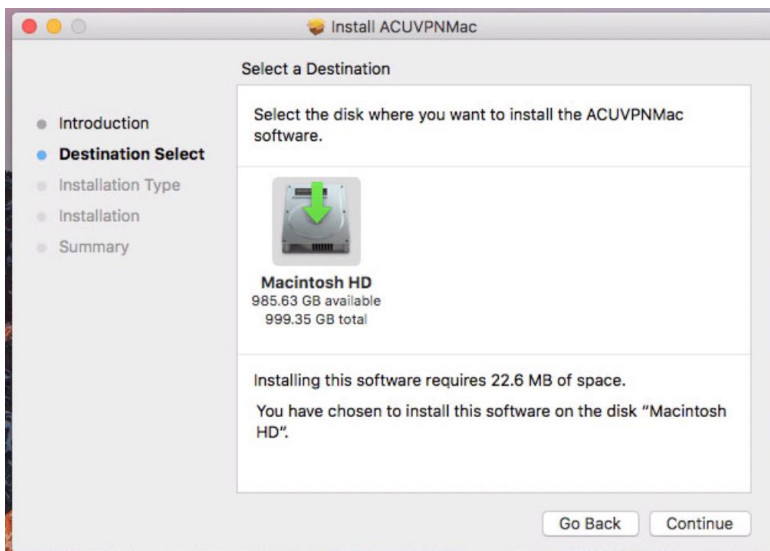 Install ACUVPNMac
Select a Destination
Introduction
Destination Select
Installation Type
Installation
Summary
Select the disk where you want to install the ACUVPNMac
software.
Macintosh HD
985.63 GB available
999.35 GB total
Installing this software requires 22.6 MB of space.
You have chosen to install this software on the disk “Macintosh
HD”.
Go Back
Continue